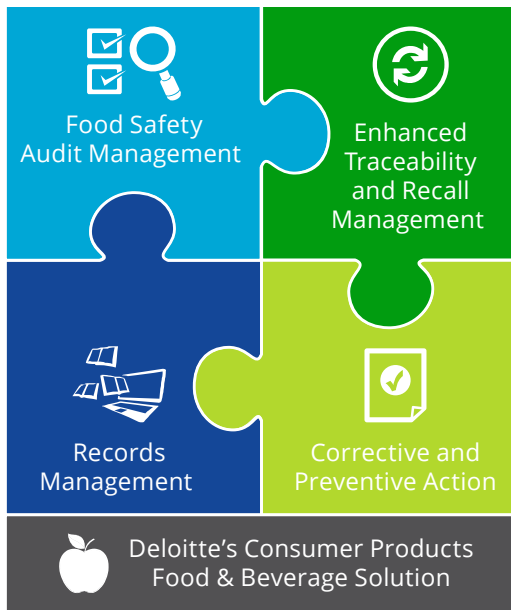 Food Safety
Audit Management
Enhanced
Traceability
and Recall
Management
Records
Management
Corrective and
Preventive Action
Deloitte’s Consumer Products
Food & Beverage Solution